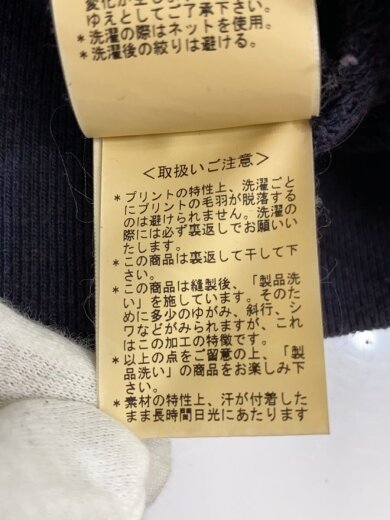 ゆえとしてご了承下さい。
*洗濯の際はネットを使用。
*洗濯後の絞りは避ける。
<取扱いご注意>
*プリントの特性上、洗濯ごと
にプリントの毛羽が脱落する
のは避けられません。洗濯の
際には必ず裏返しでお願いい
たします。
*この商品は裏返して干して下
さい。
*この商品は縫製後、「製品洗
い」を施しています。そのた
めに多少のゆがみ、斜行、シ
ワなどがみられますが、これ
はこの加工の特徴です。
*以上の点をご留意の上、「製
品洗い」の商品をお楽しみ下
さい。
*素材の特性上、汗が付着した
まま長時間日光にあたります